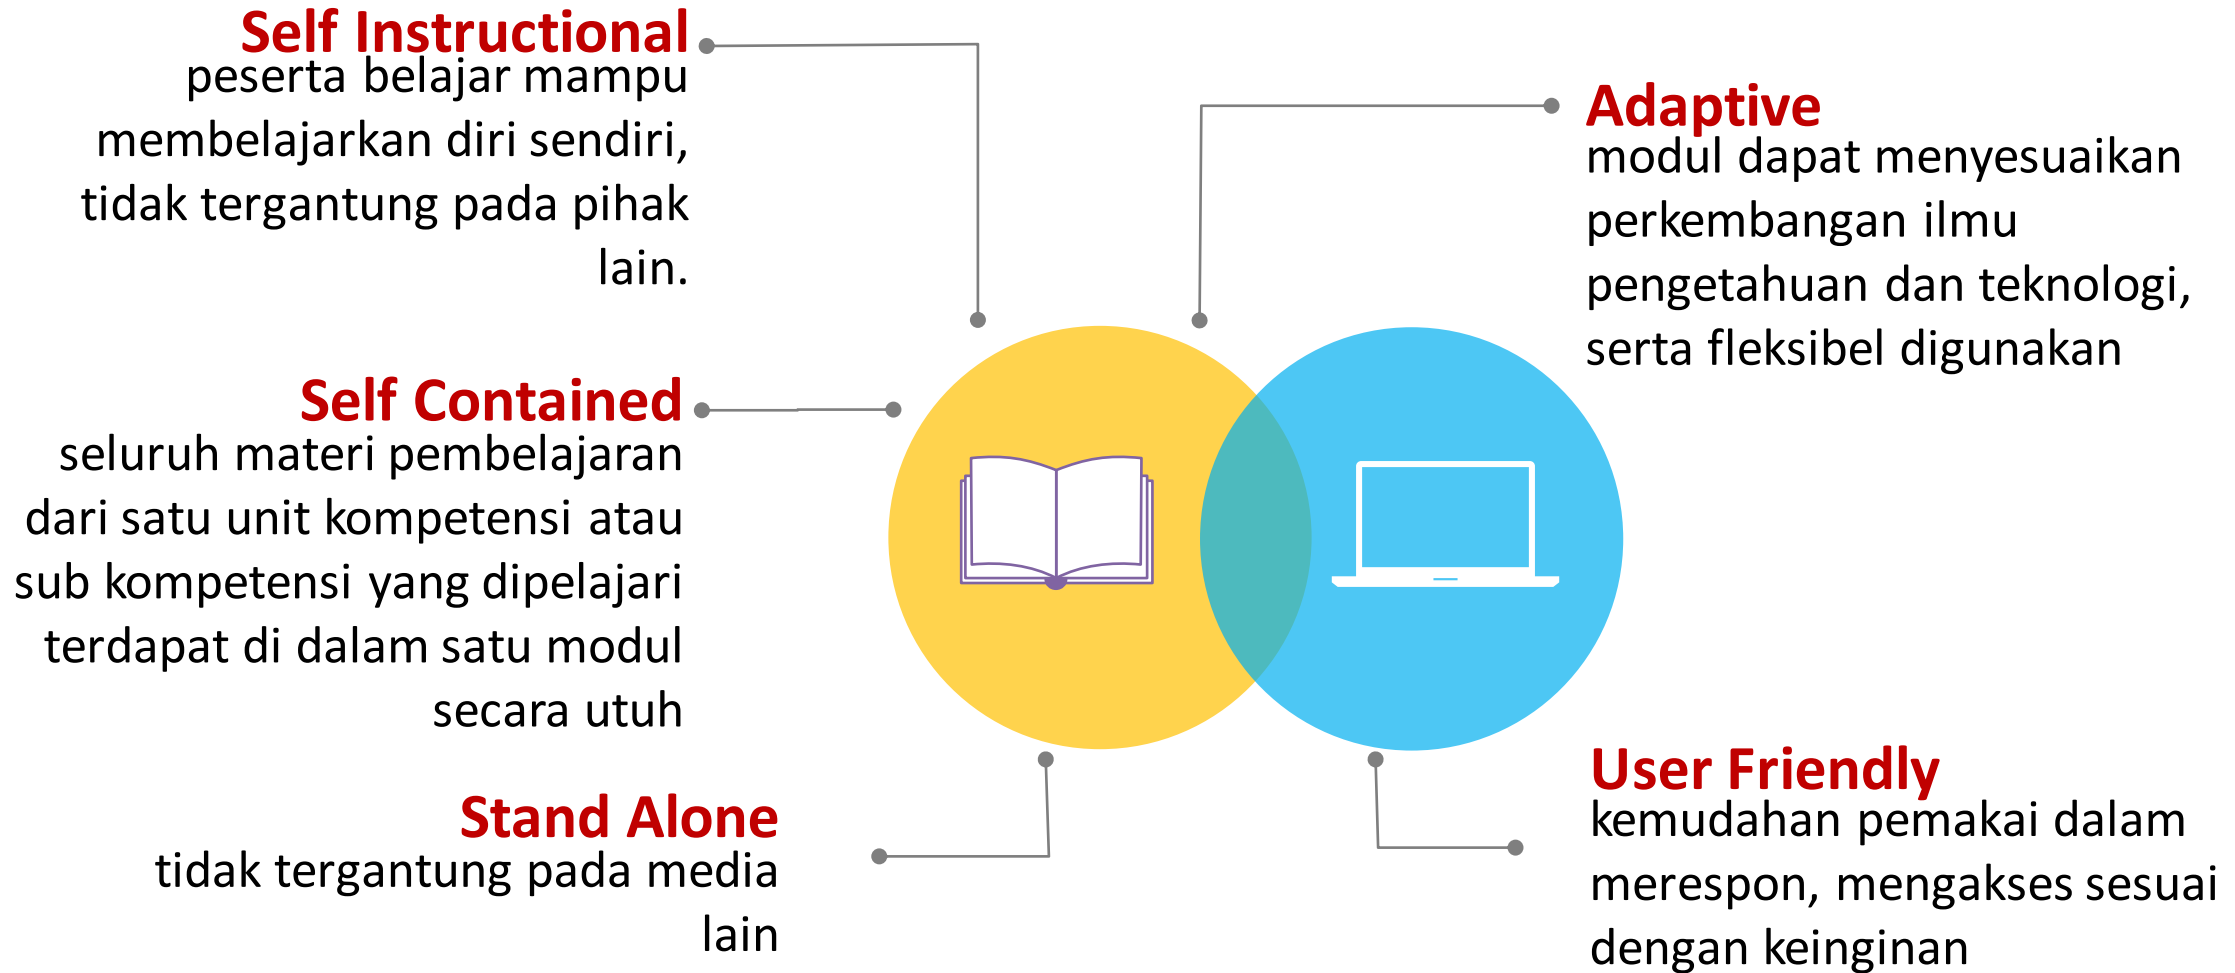 Self Instructional
peserta belajar mampu
membelajarkan diri sendiri,
tidak tergantung pada pihak
lain.
Self Contained
seluruh materi pembelajaran
dari satu unit kompetensi atau
sub kompetensi yang dipelajari
terdapat di dalam satu modul
secara utuh
Stand Alone
tidak tergantung pada media
lain
Adaptive
modul dapat menyesuaikan
perkembangan ilmu
pengetahuan dan teknologi,
serta fleksibel digunakan
User Friendly
kemudahan pemakai dalam
merespon, mengakses sesuai
dengan keinginan